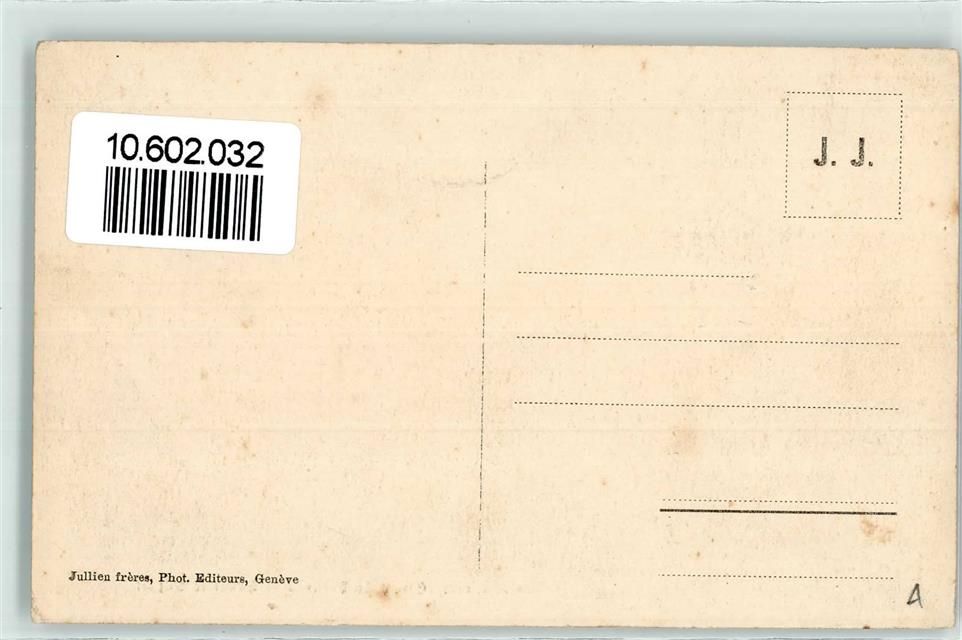 10.602.032
J. J.
Jullien frères, Phot. Editeurs, Genève
A